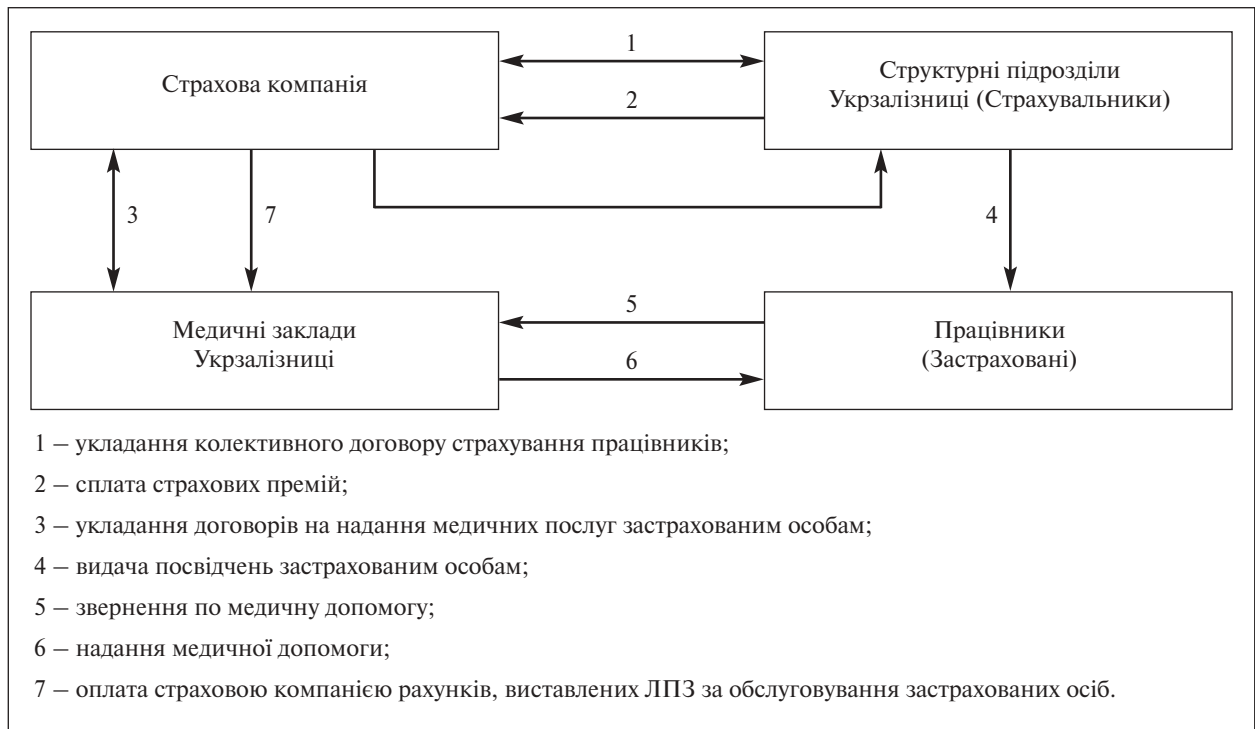 1
Страхова компанія
Структурні підрозділи
Укрзалізниці (Страхувальники)
2
3
7
4
5
Медичні заклади
Укрзалізниці
Працівники
(Застраховані)
6
1 – укладання колективного договору страхування працівників;
2 – сплата страхових премій;
3 – укладання договорів на надання медичних послуг застрахованим особам;
4 – видача посвідчень застрахованим особам;
5 – звернення по медичну допомогу;
6 – надання медичної допомоги;
7 – оплата страховою компанією рахунків, виставлених ЛПЗ за обслуговування застрахованих осіб.